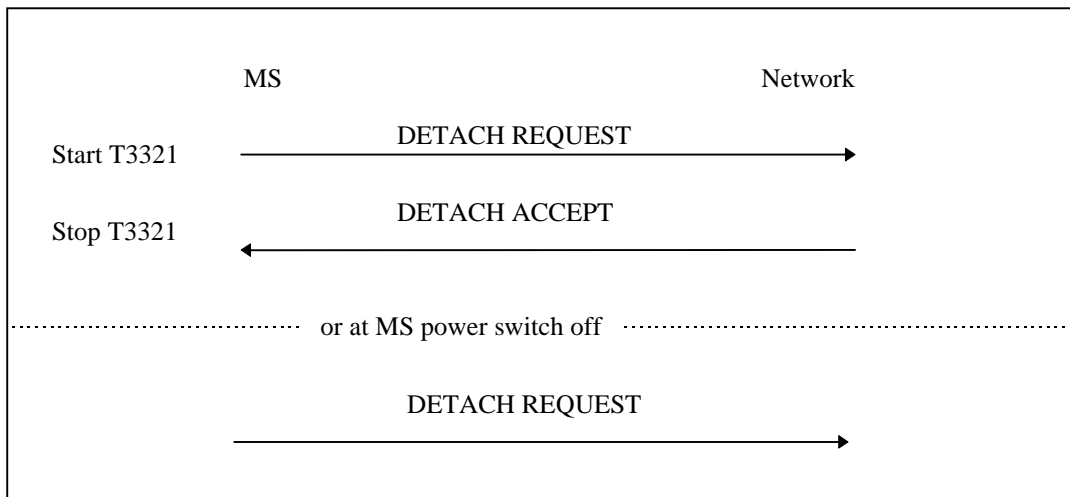 MS Network
DETACH REQUEST
Start T3321
DETACH ACCEPT
Stop T3321
or at MS power switch off
DETACH REQUEST